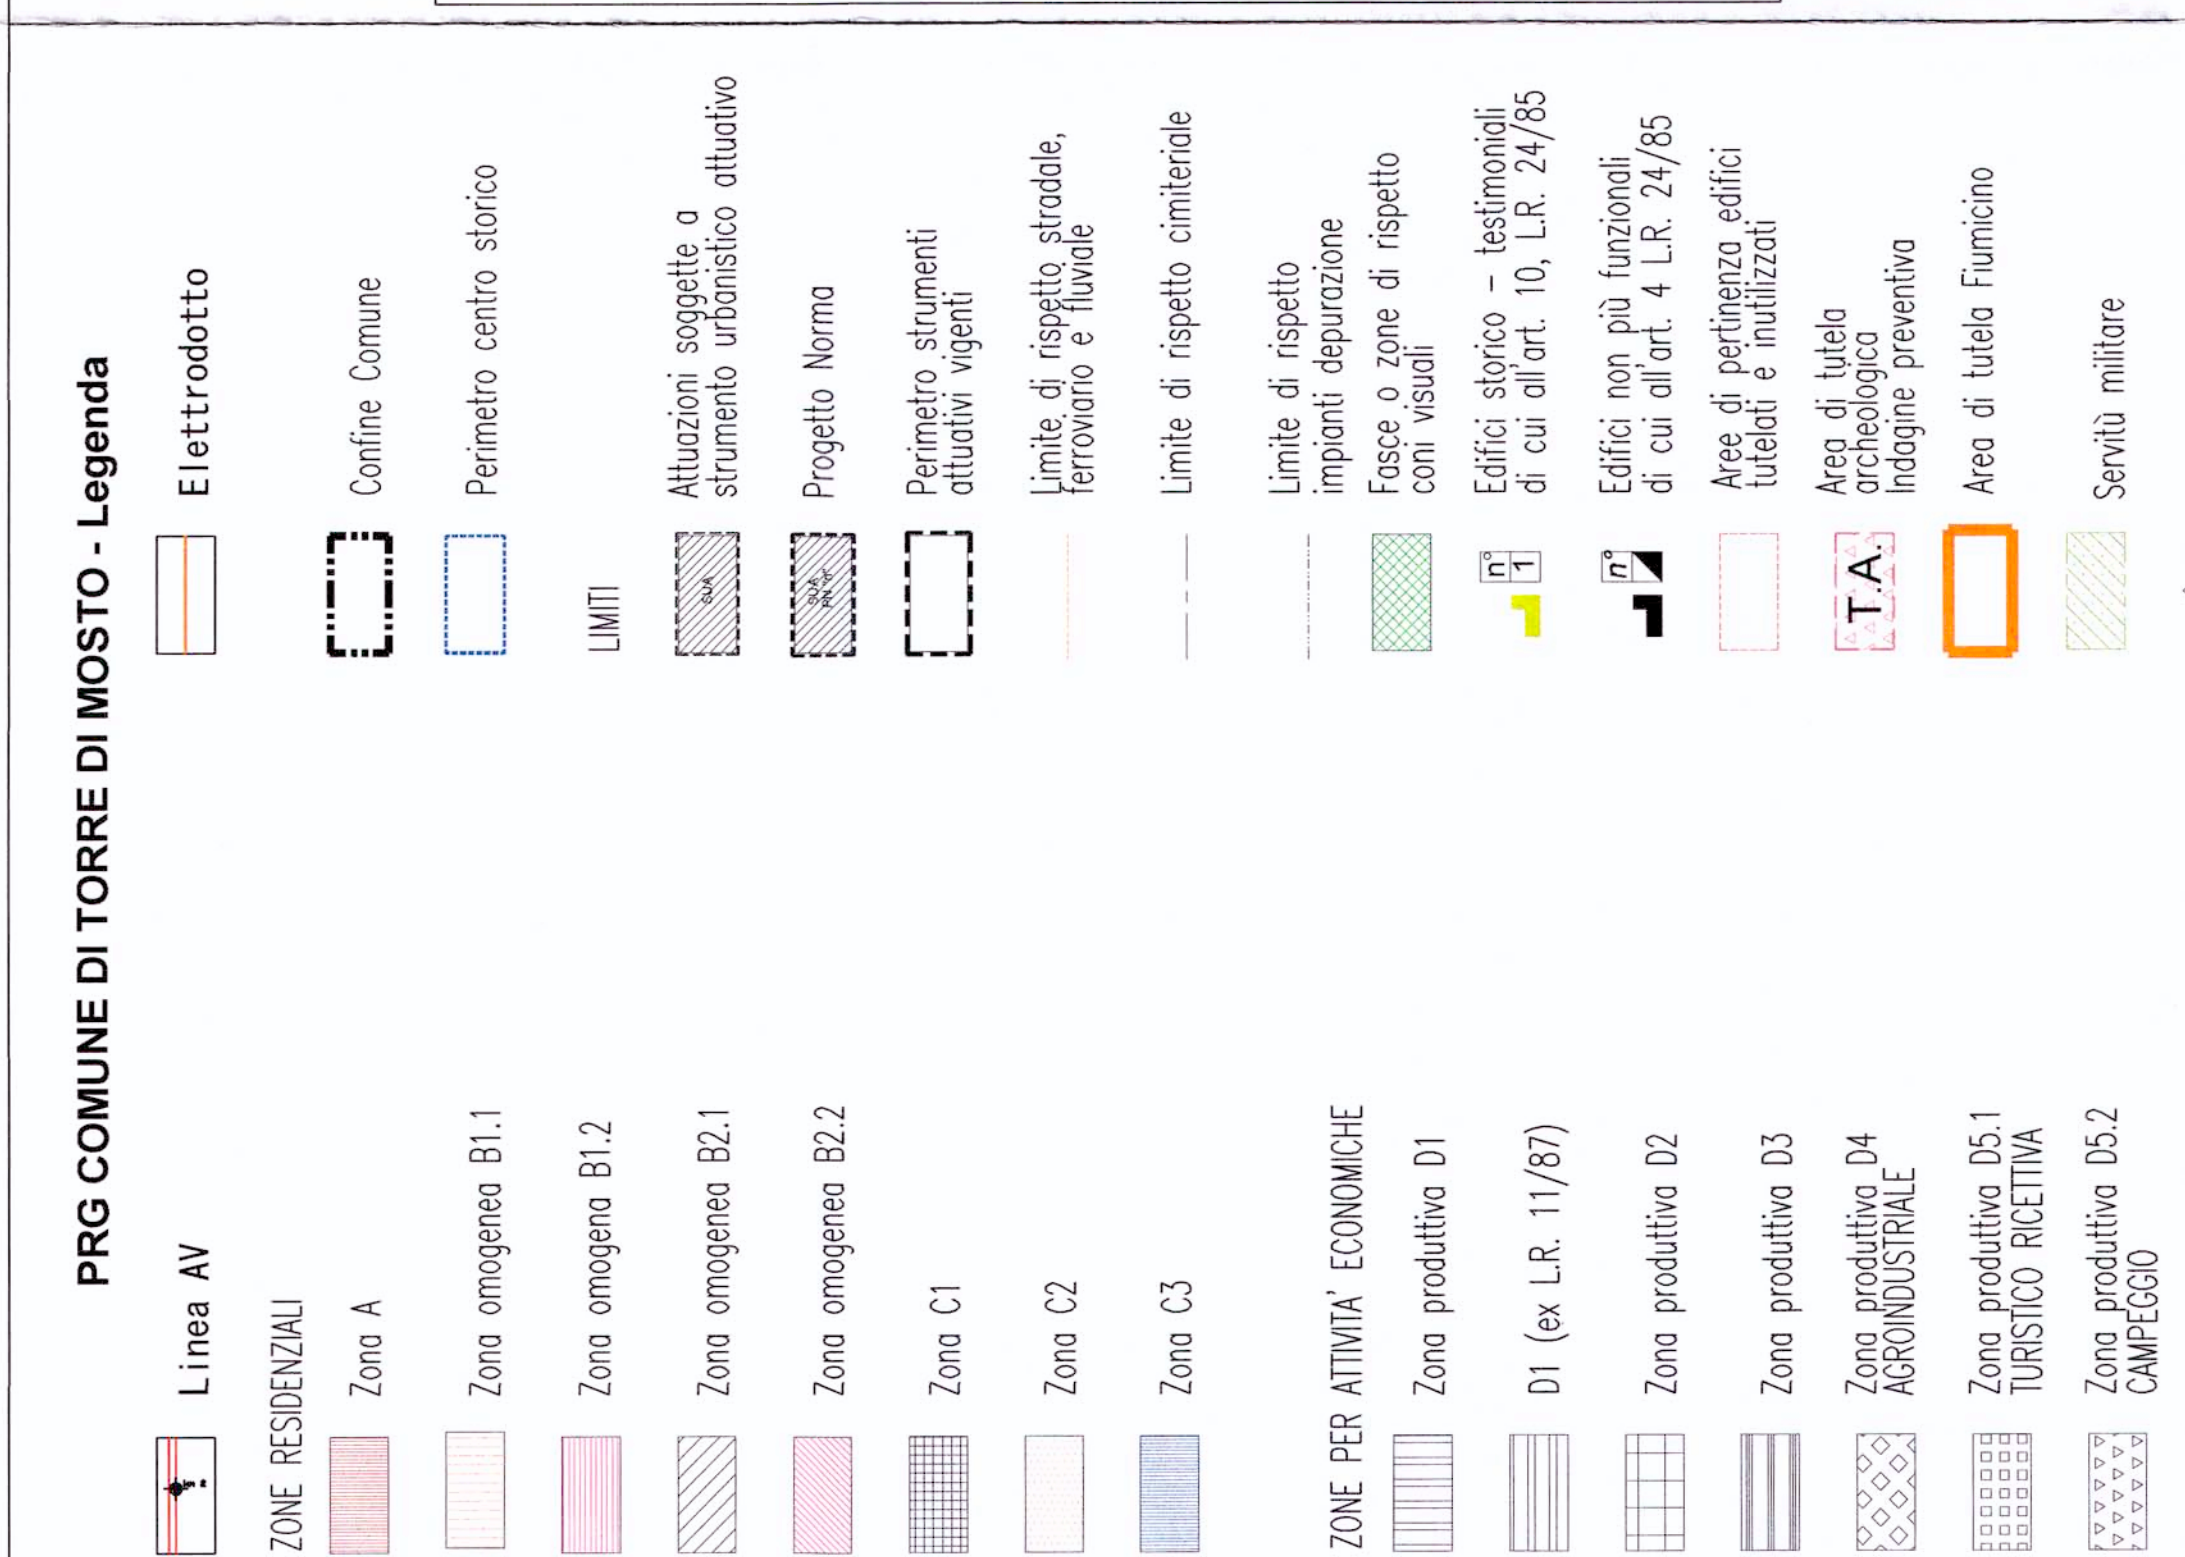 PRG COMUNE DI TORRE DI MOSTO - Legenda
Linea AV
ZONE RESIDENZIALI
Zona A
Zona omogenea B1.1
Zona omogena B1.2
Zona omogenea B2.1
Zona omogenea B2.2
Zona C1
Zona C2
Zona C3
ZONE PER ATTIVITA' ECONOMICHE
Zona produttiva D1
D1 (ex L.R. 11/87)
Zona produttiva D2
Zona produttiva D3
Zona produttiva D4
AGROINDUSTRIALE
Zona produttiva D5.1
TURISTICO RICETTIVA
Zona produttiva D5.2
CAMPEGGIO
Elettrodotto
Confine Comune
Perimetro centro storico
LIMITI
SUA
Attuazioni soggette a
strumento urbanistico attuativo
SUA
PN "n"
Progetto Norma
Perimetro strumenti
attuativi vigenti
Limite di rispetto stradale,
ferroviario e fluviale
Limite di rispetto cimiteriale
Limite di rispetto
impianti depurazione
Fasce o zone di rispetto
coni visuali
n°
1
Edifici storico – testimoniali
di cui all'art. 10, L.R. 24/85
n°
Edifici non più funzionali
di cui all'art. 4 L.R. 24/85
Aree di pertinenza edifici
tutelati e inutilizzati
T.A.
Area di tutela
archeologica
Indagine preventiva
Area di tutela Fiumicino
Servitù militare